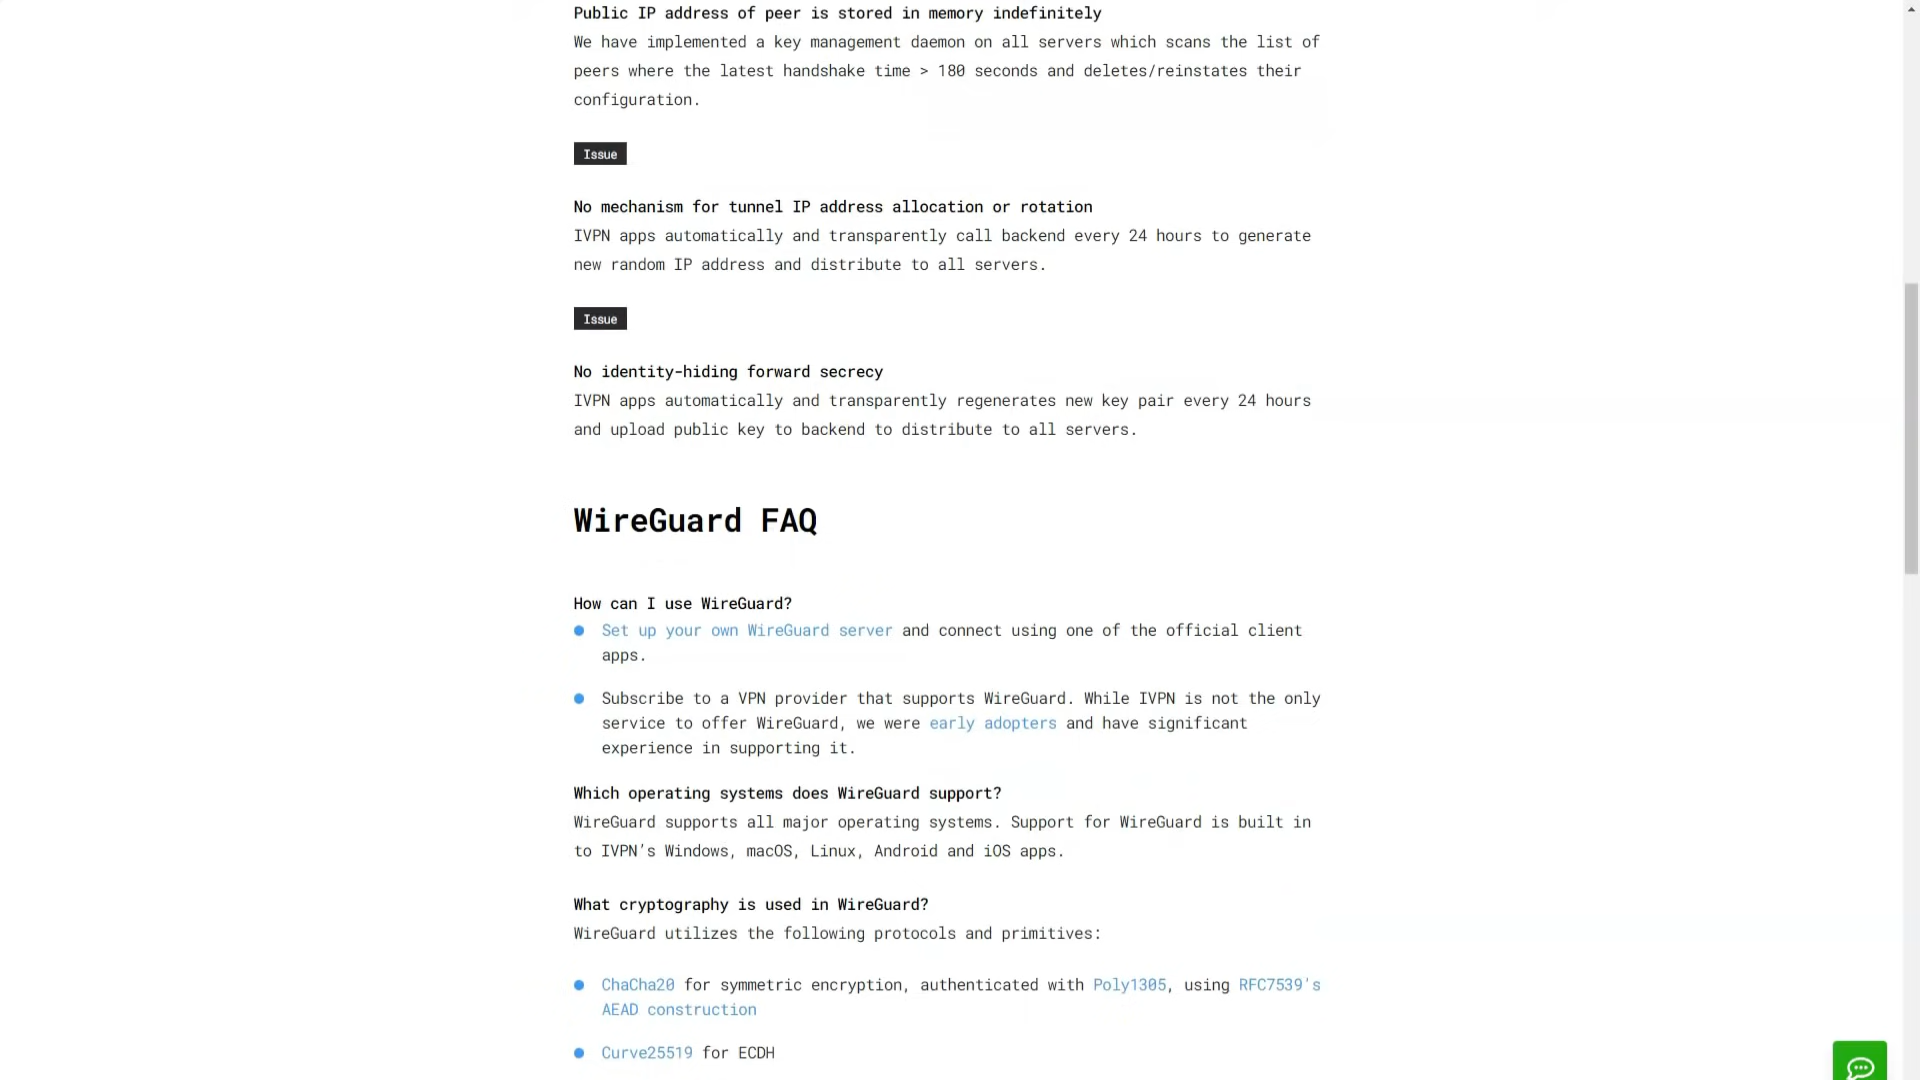 Public IP address of peer is stored in memory indefinitely
We have implemented a key management daemon on all servers which scans the list of
peers where the latest handshake time > 180 seconds and deletes/reinstates their
configuration.
Issue
No mechanism for tunnel IP address allocation or rotation
IVPN apps automatically and transparently call backend every 24 hours to generate
new random IP address and distribute to all servers.
Issue
No identity-hiding forward secrecy
IVPN apps automatically and transparently regenerates new key pair every 24 hours
and upload public key to backend to distribute to all servers.
WireGuard FAQ
How can I use WireGuard?
Set up your own WireGuard server and connect using one of the official client
apps.
Subscribe to a VPN provider that supports WireGuard. While IVPN is not the only
service to offer WireGuard, we were early adopters and have significant
experience in supporting it.
Which operating systems does WireGuard support?
WireGuard supports all major operating systems. Support for WireGuard is built in
to IVPN’s Windows, macOS, Linux, Android and iOS apps.
What cryptography is used in WireGuard?
WireGuard utilizes the following protocols and primitives:
ChaCha20 for symmetric encryption, authenticated with Poly1305, using RFC7539’s
AEAD construction
Curve25519 for ECDH